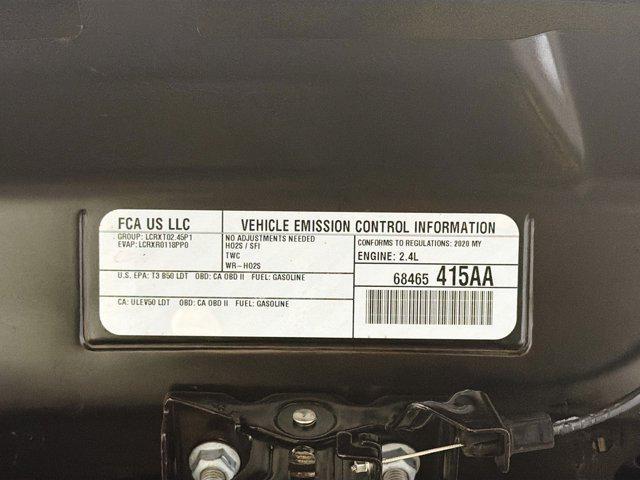 FCA US LLC
VEHICLE EMISSION CONTROL INFORMATION
GROUP: LCRXT02.45P1
EVAP: LCRXR0118PP0
NO ADJUSTMENTS NEEDED
HO2S / SFI
TWC
WR-HO2S
CONFORMS TO REGULATIONS: 2020 MY
ENGINE: 2.4L
U.S. EPA: T3 B50 LDT OBD: CA OBD II FUEL: GASOLINE
68465 415AA
CA: ULEV50 LDT OBD: CA OBD II FUEL: GASOLINE